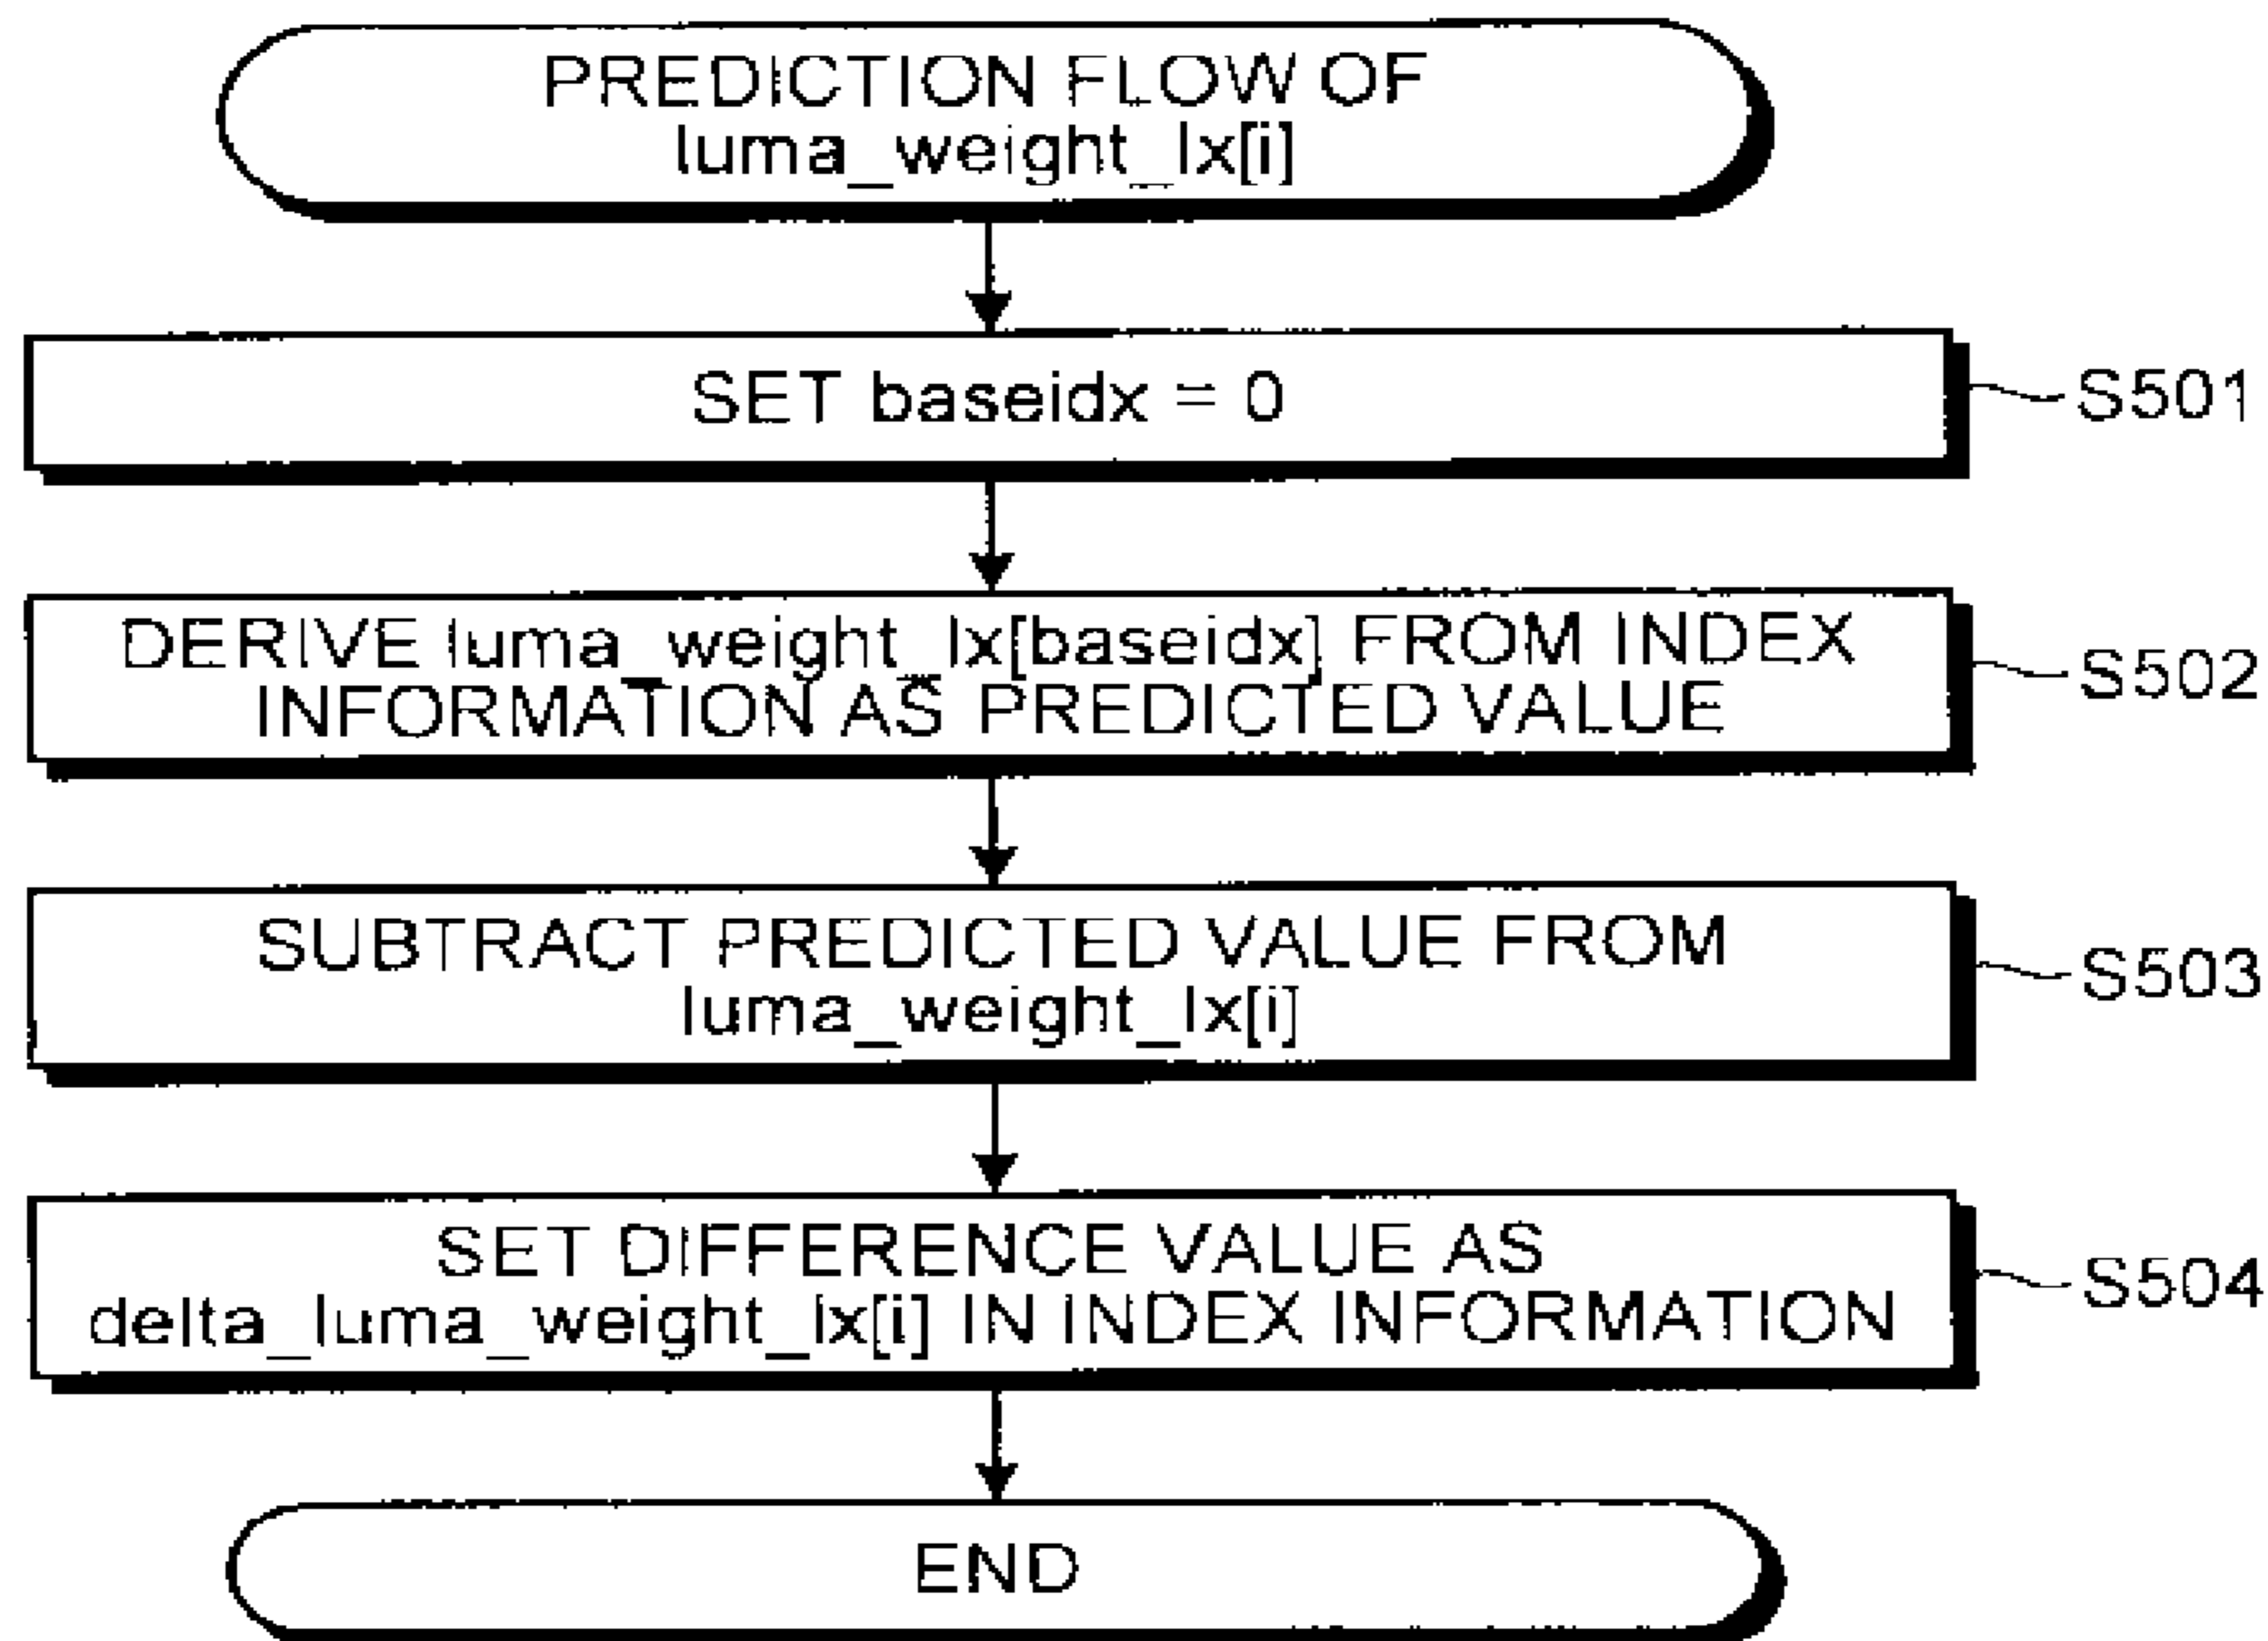 PREDICTION FLOW OF
luma_weight_lx[i]
SET baseidx = 0
S501
DERIVE luma_weight_lx[baseidx] FROM INDEX
INFORMATION AS PREDICTED VALUE
S502
SUBTRACT PREDICTED VALUE FROM
luma_weight_lx[i]
S503
SET DIFFERENCE VALUE AS
delta_luma_weight_lx[i] IN INDEX INFORMATION
S504
END